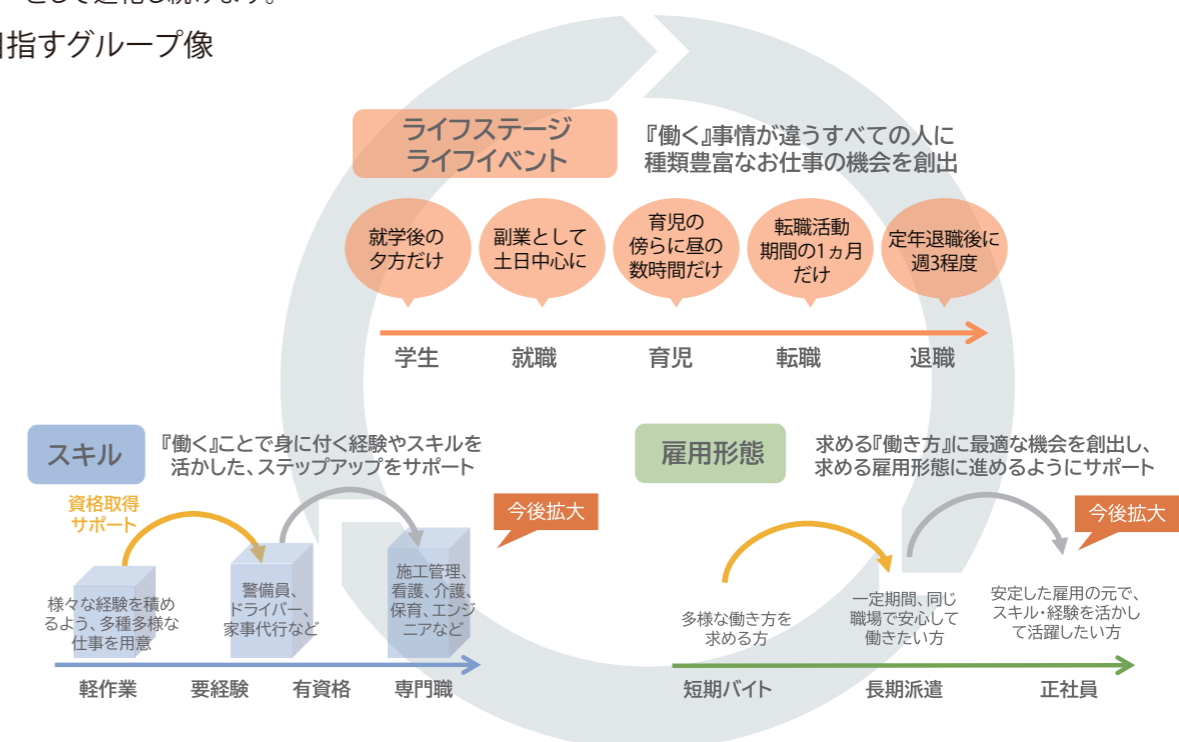 として進化し続けます。
目指すグループ像
ライフステージ
ライフイベント
『働く』事情が違うすべての人に
種類豊富なお仕事の機会を創出
就学後の
夕方だけ
副業として
土日中心に
育児の
傍らに昼の
数時間だけ
転職活動
期間の1ヵ月
だけ
定年退職後に
週3程度
学生
就職
育児
転職
退職
スキル
『働く』ことで身に付く経験やスキルを
活かした、ステップアップをサポート
資格取得
サポート
今後拡大
様々な経験を積め
るよう、多種多様な
仕事を用意
警備員、
ドライバー、
家事代行など
施工管理、
看護、介護、
保育、エンジ
ニアなど
軽作業
要経験
有資格
専門職
雇用形態
求める『働き方』に最適な機会を創出し、
求める雇用形態に進めるようにサポート
今後拡大
多様な働き方を
求める方
一定期間、同じ
職場で安心して
働きたい方
安定した雇用の元で、
スキル・経験を活かし
て活躍したい方
短期バイト
長期派遣
正社員